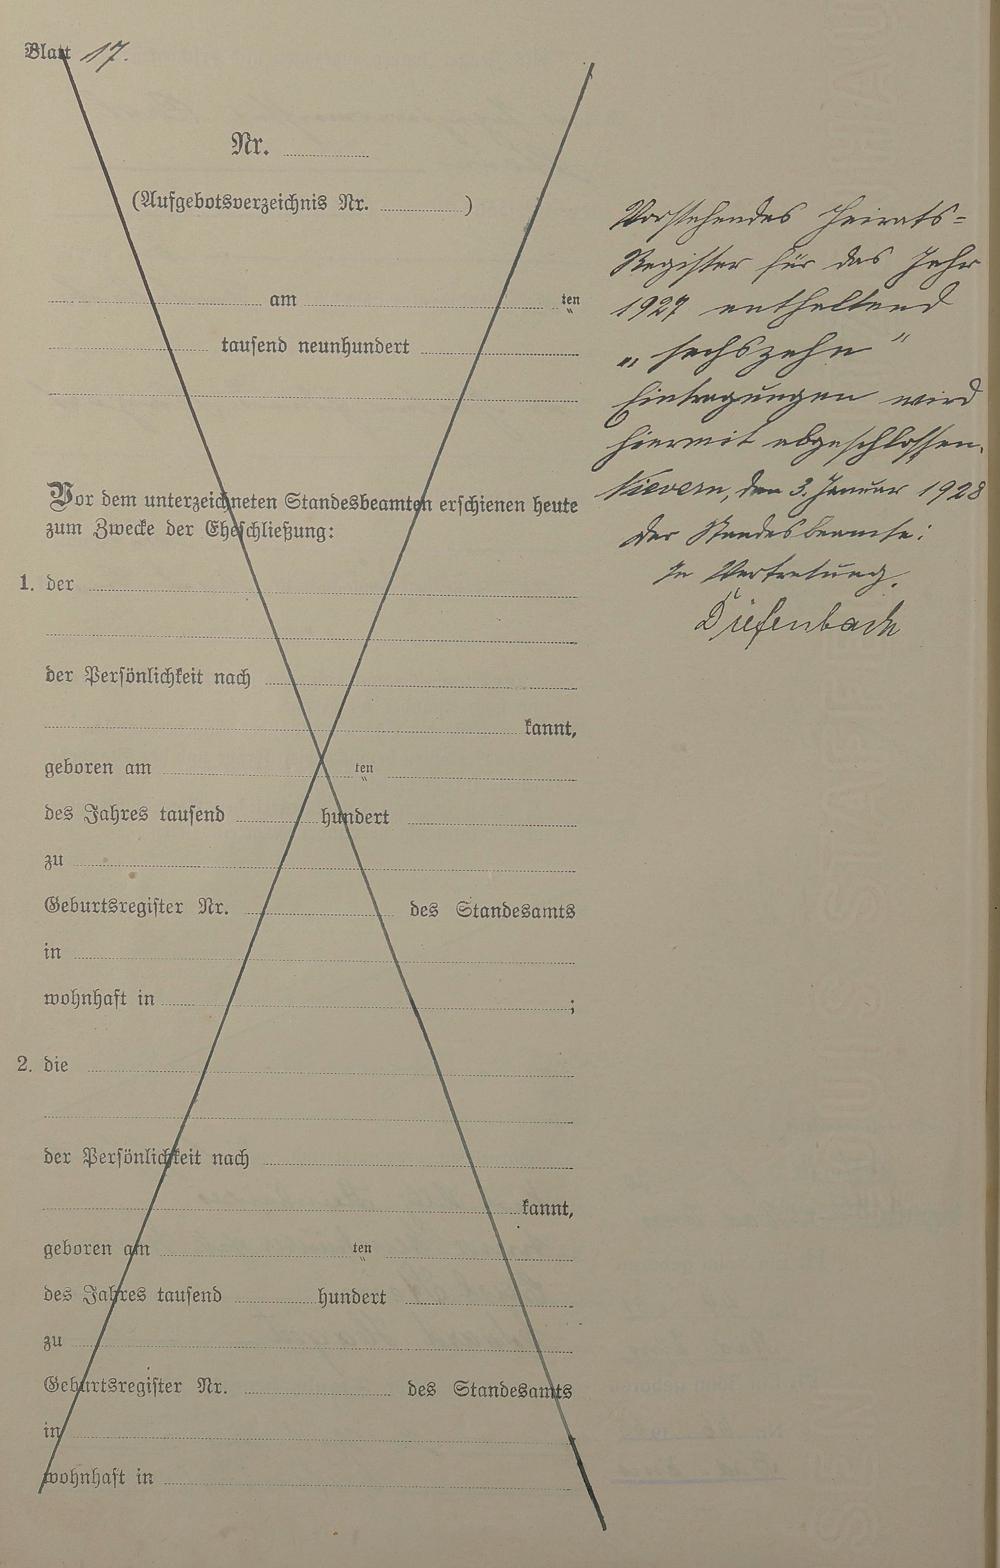 Blatt 17.
Nr.
(Aufgebotsverzeichnis Nr. )
am ten
tausend neunhundert
Vor dem unterzeichneten Standesbeamten erschienen heute
zum Zwecke der Eheschließung:
1. der
der Persönlichkeit nach
kannt,
geboren am ten
des Jahres tausend hundert
zu
Geburtsregister Nr. des Standesamts
in
wohnhaft in ;
2. die
der Persönlichkeit nach
kannt,
geboren am ten
des Jahres tausend hundert
zu
Geburtsregister Nr. des Standesamts
in
wohnhaft in
Vorstehendes Heirats-
Register für das Jahr
1927 enthaltend
„ sechszehn "
Eintragungen wird
hiermit abgeschlossen.
Nievern, den 3. Januar 1928
Der Standesbeamte:
In Vertretung.
Diefenbach